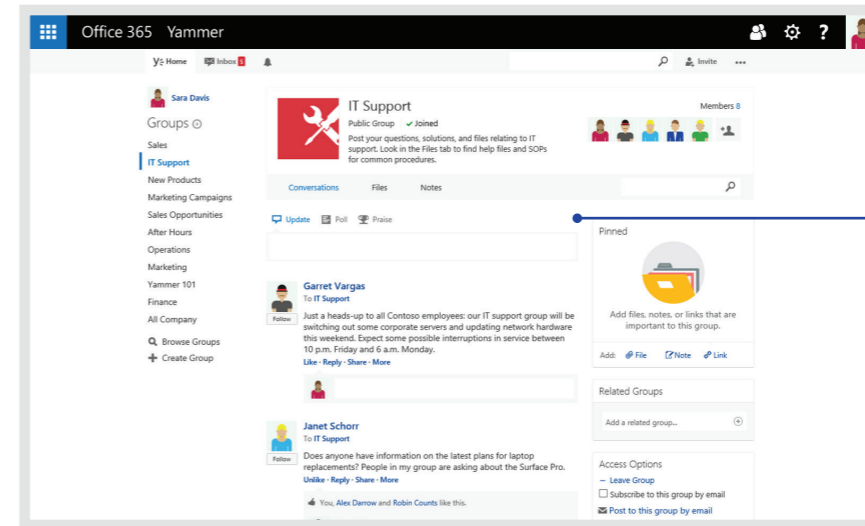 Office 365 Yammer
Home Inbox 5
Invite
Sara Davis
Groups
Sales
IT Support
New Products
Marketing Campaigns
Sales Opportunities
After Hours
Operations
Marketing
Yammer 101
Finance
All Company
Browse Groups
Create Group
IT Support
Public Group ✓ Joined
Post your questions, solutions, and files relating to IT
support. Look in the Files tab to find help files and SOPs
for common procedures.
Members 8
Conversations Files Notes
Update Poll Praise
Garret Vargas
To IT Support
Follow
Just a heads-up to all Contoso employees: our IT support group will be
switching out some corporate servers and updating network hardware
this weekend. Expect some possible interruptions in service between
10 p.m. Friday and 6 a.m. Monday.
Like · Reply · Share · More
Janet Schorr
To IT Support
Follow
Does anyone have information on the latest plans for laptop
replacements? People in my group are asking about the Surface Pro.
Unlike · Reply · Share · More
You, Alex Darrow and Robin Counts like this.
Pinned
Add files, notes, or links that are
important to this group.
Add: File Note Link
Related Groups
Add a related group...
Access Options
– Leave Group
Subscribe to this group by email
Post to this group by email